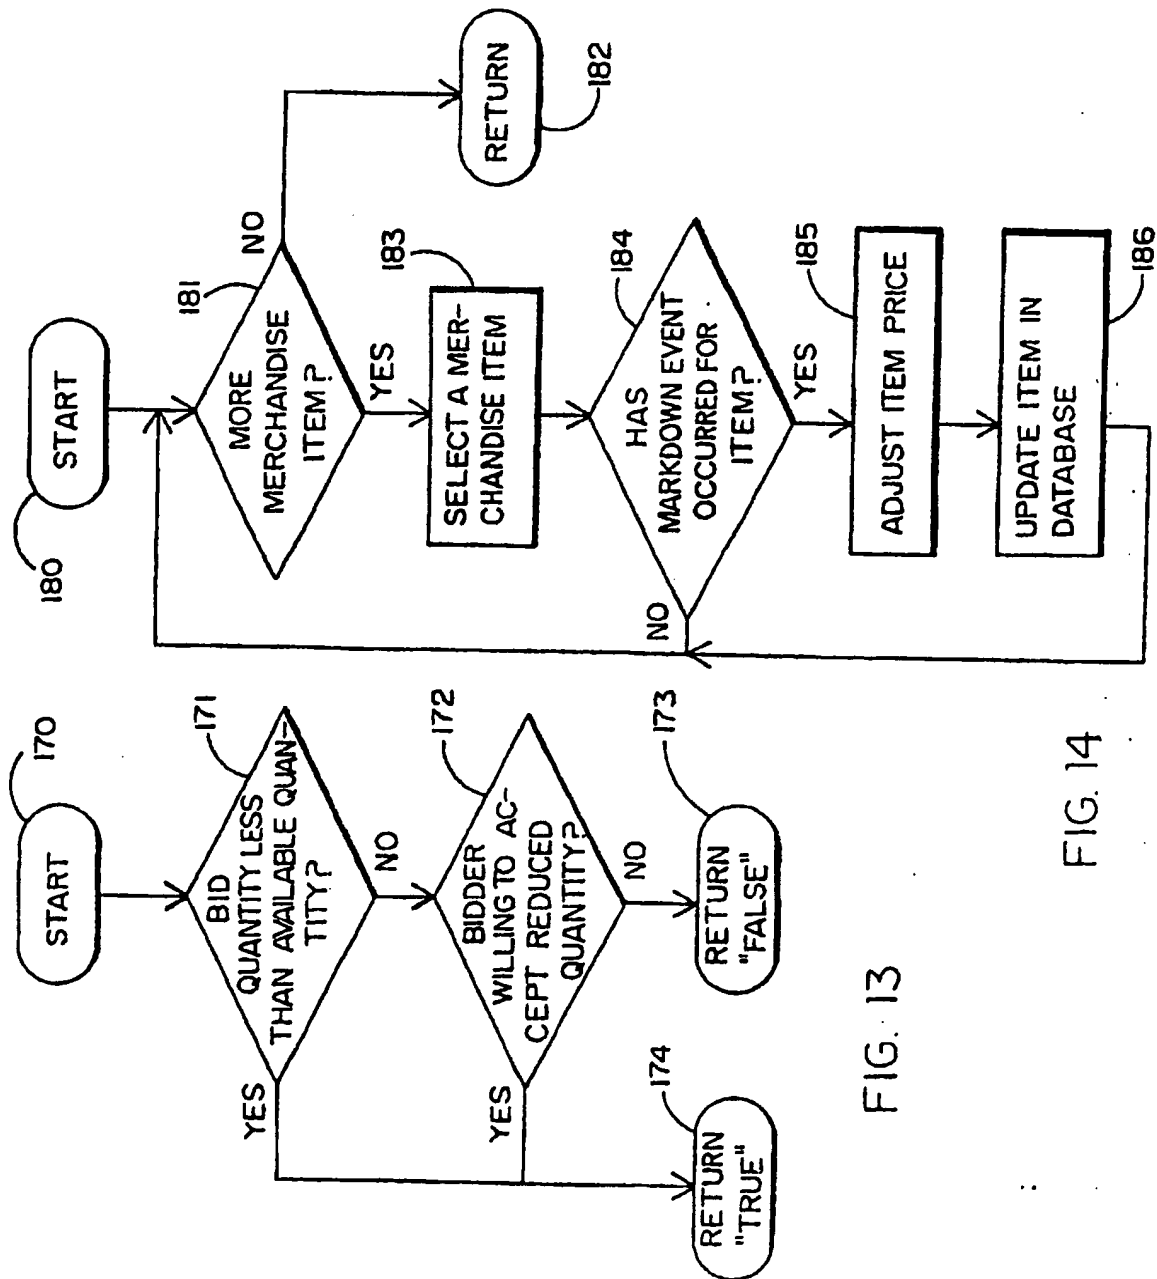 170
START
171
BID
QUANTITY LESS
THAN AVAILABLE QUAN-
TITY?
YES
NO
172
BIDDER
WILLING TO AC-
CEPT REDUCED
QUANTITY?
YES
NO
173
RETURN
"FALSE"
174
RETURN
"TRUE"
FIG. 13
180
START
181
MORE
MERCHANDISE
ITEM?
NO
YES
RETURN
182
183
SELECT A MER-
CHANDISE ITEM
184
HAS
MARKDOWN EVENT
OCCURRED FOR
ITEM?
NO
YES
185
ADJUST ITEM PRICE
186
UPDATE ITEM IN
DATABASE
FIG. 14